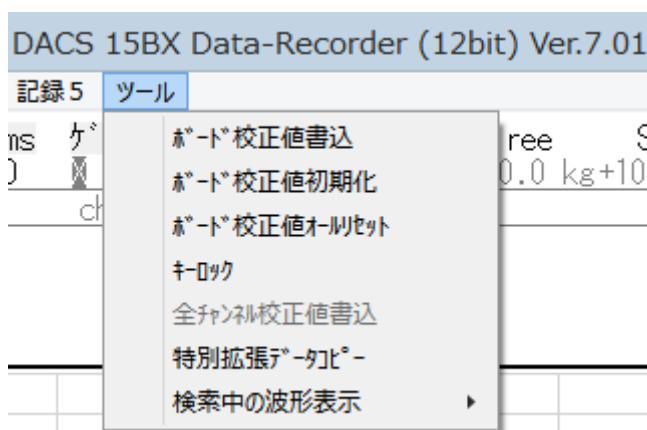 DACS 15BX Data-Recorder (12bit) Ver.7.01
記録5 ツール
ms ｹﾞ ree S
0.0 kg+10
ch
ﾎﾞｰﾄﾞ校正値書込
ﾎﾞｰﾄﾞ校正値初期化
ﾎﾞｰﾄﾞ校正値ｵｰﾙﾘｾｯﾄ
ｷｰﾛｯｸ
全ﾁｬﾝﾈﾙ校正値書込
特別拡張ﾃﾞｰﾀｺﾋﾟｰ
検索中の波形表示